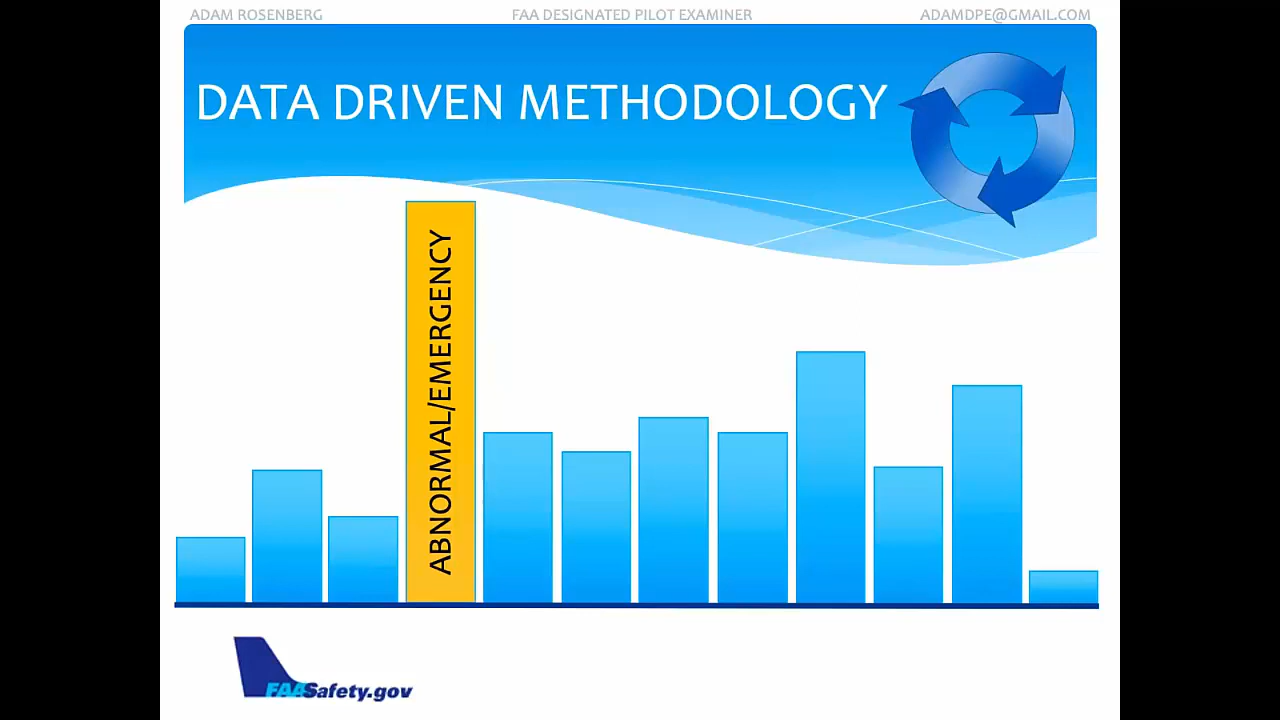 ADAM ROSENBERG FAA DESIGNATED PILOT EXAMINER ADAMDPE@GMAIL.COM
DATA DRIVEN METHODOLOGY
ABNORMAL/EMERGENCY
FAASafety.gov